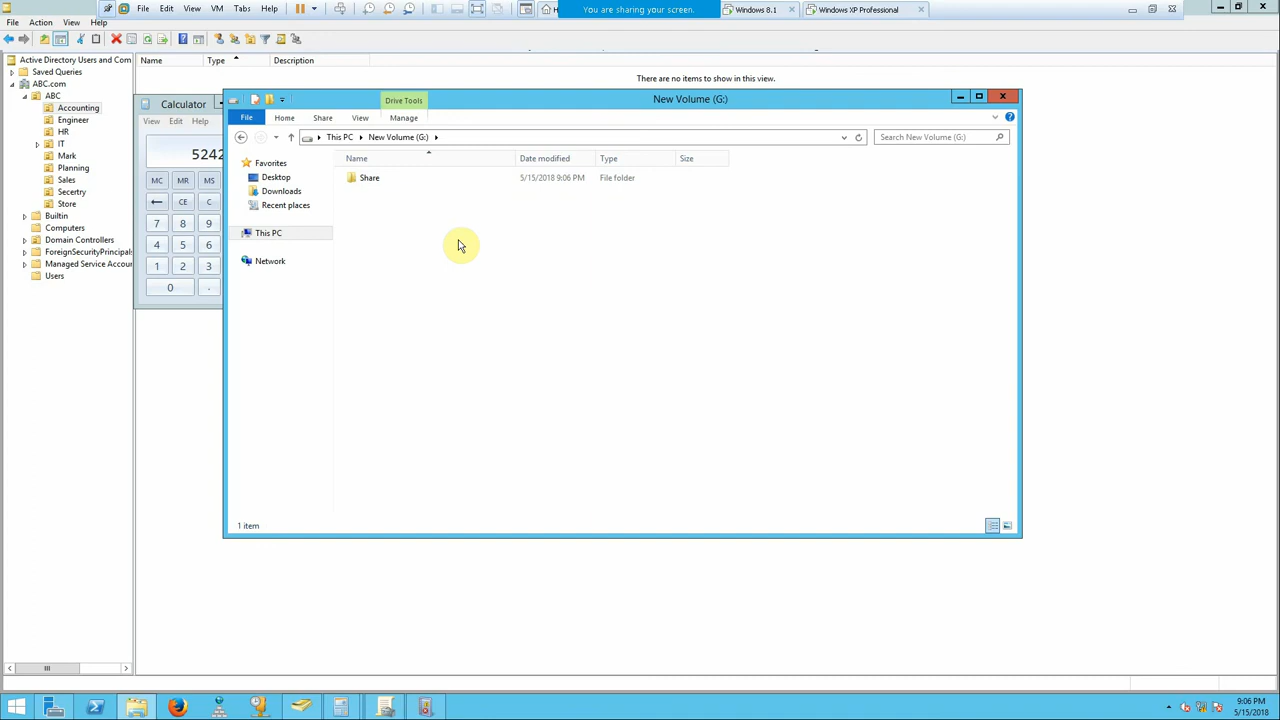 File Edit View VM Tabs Help
You are sharing your screen.
Windows 8.1
Windows XP Professional
File Action View Help
Active Directory Users and Com
Saved Queries
ABC.com
ABC
Accounting
Engineer
HR
IT
Mark
Planning
Sales
Secertry
Store
Builtin
Computers
Domain Controllers
ForeignSecurityPrincipals
Managed Service Accou
Users
Name Type Description
There are no items to show in this view.
Calculator
View Edit Help
5242
MC MR MS
← CE C
7 8 9
4 5 6
1 2 3
0 .
Drive Tools
New Volume (G:)
File Home Share View Manage
This PC New Volume (G:)
Search New Volume (G:)
Favorites
Desktop
Downloads
Recent places
This PC
Network
Name Date modified Type Size
Share 5/15/2018 9:06 PM File folder
1 item
9:06 PM
5/15/2018